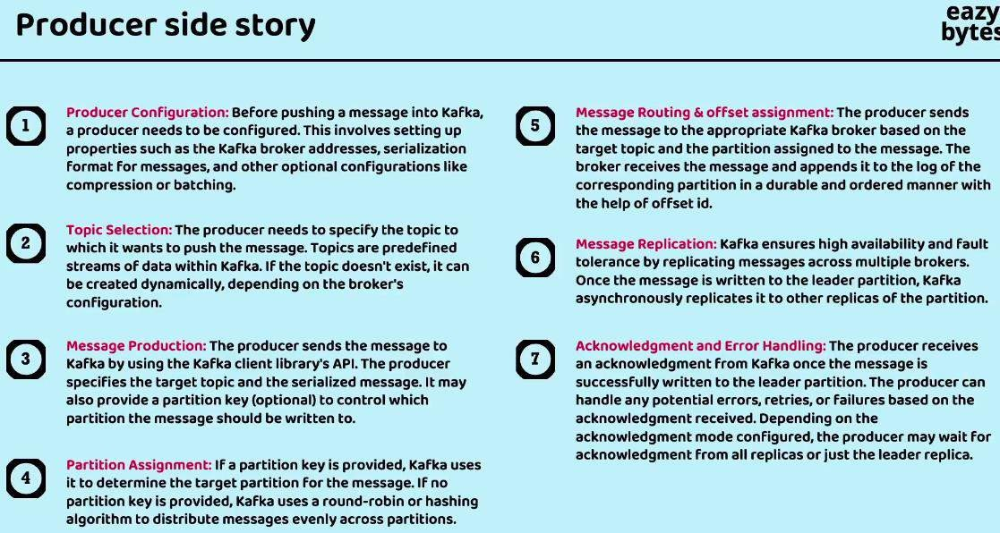 Producer side story
eazy
bytes
1
Producer Configuration: Before pushing a message into Kafka,
a producer needs to be configured. This involves setting up
properties such as the Kafka broker addresses, serialization
format for messages, and other optional configurations like
compression or batching.
2
Topic Selection: The producer needs to specify the topic to
which it wants to push the message. Topics are predefined
streams of data within Kafka. If the topic doesn't exist, it can
be created dynamically, depending on the broker's
configuration.
3
Message Production: The producer sends the message to
Kafka by using the Kafka client library's API. The producer
specifies the target topic and the serialized message. It may
also provide a partition key (optional) to control which
partition the message should be written to.
4
Partition Assignment: If a partition key is provided, Kafka uses
it to determine the target partition for the message. If no
partition key is provided, Kafka uses a round-robin or hashing
algorithm to distribute messages evenly across partitions.
5
Message Routing & offset assignment: The producer sends
the message to the appropriate Kafka broker based on the
target topic and the partition assigned to the message. The
broker receives the message and appends it to the log of the
corresponding partition in a durable and ordered manner with
the help of offset id.
6
Message Replication: Kafka ensures high availability and fault
tolerance by replicating messages across multiple brokers.
Once the message is written to the leader partition, Kafka
asynchronously replicates it to other replicas of the partition.
7
Acknowledgment and Error Handling: The producer receives
an acknowledgment from Kafka once the message is
successfully written to the leader partition. The producer can
handle any potential errors, retries, or failures based on the
acknowledgment received. Depending on the
acknowledgment mode configured, the producer may wait for
acknowledgment from all replicas or just the leader replica.